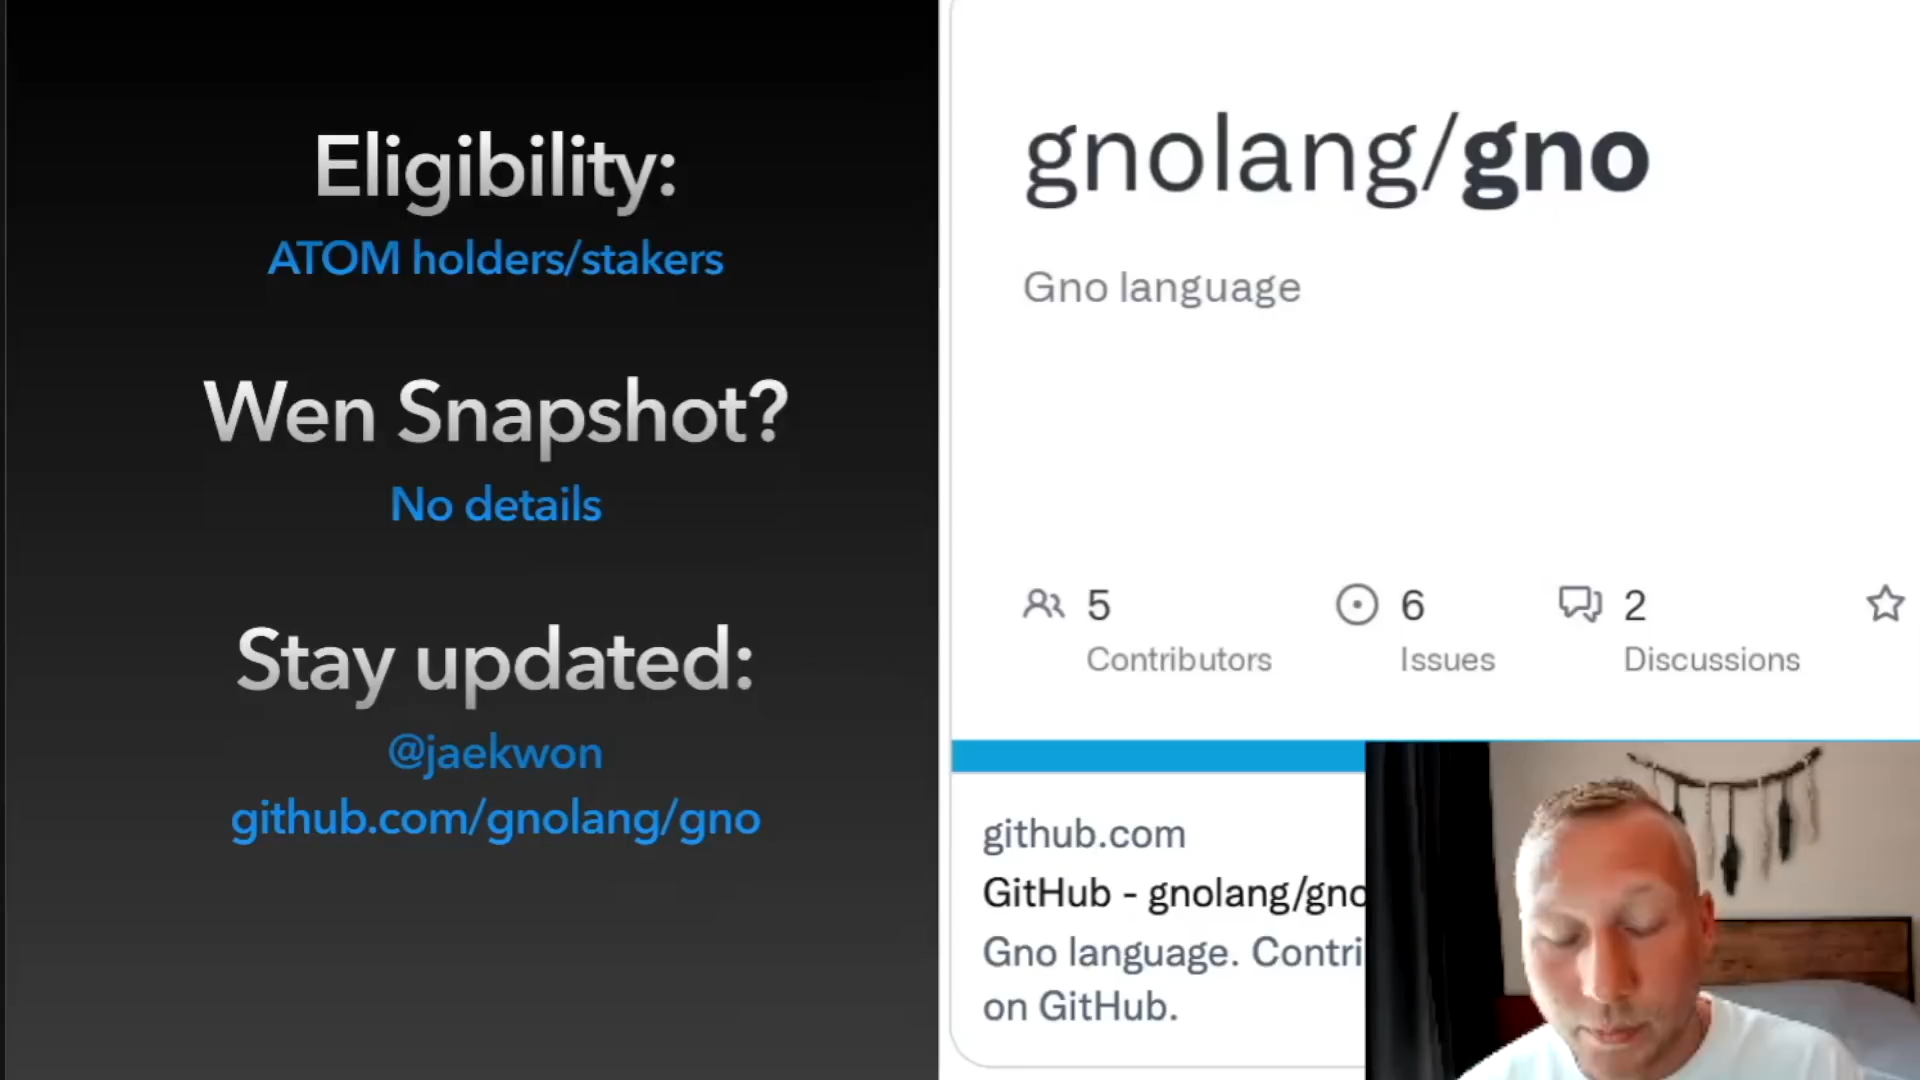 Eligibility:
ATOM holders/stakers
Wen Snapshot?
No details
Stay updated:
@jaekwon
github.com/gnolang/gno
gnolang/gno
Gno language
5
Contributors
6
Issues
2
Discussions
github.com
GitHub - gnolang/gno
Gno language. Contri
on GitHub.